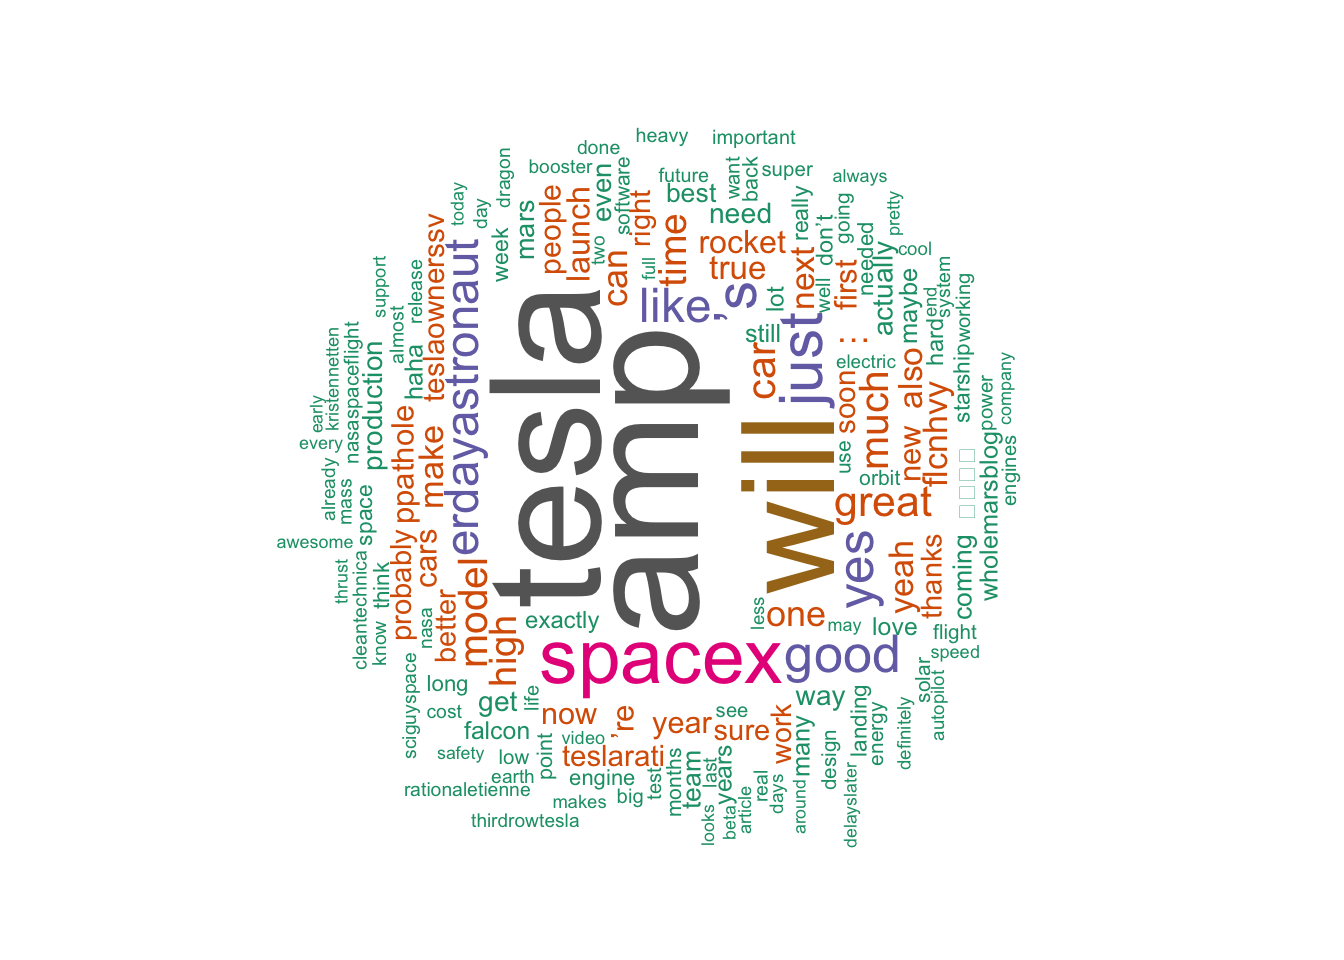 heavy
important
done
booster
dragon
software
even
future
best
want
back
super
always
today
day
week
mars
people
launch
two
can
right
full
time
need
rocket
true
really
don't
going
pretty
needed
cool
teslaownerssv
erdayastronaut
support
almost
release
haha
like
's
lot
next
well
first
actually
maybe
end
system
hard
working
starship
still
car
just
…
electric
soon
also
much
new
flcnhvy
power
company
early
kristennetten
nasaspaceflight
production
every
ppathole
make
already
mass
space
tesla
amp
will
use
orbit
great
□□□□
wholemarsblog
engines
awesome
thrust
cleantechnica
think
know
probably
cars
nasa
better
model
high
exactly
yes
yeah
thanks
coming
less
one
may
love
flight
speed
spacex
good
sciguyspace
long
cost
get
life
now
're
year
see
sure
way
work
many
landing
energy
solar
autopilot
definitely
falcon
safety
low
earth
point
video
teslarati
engine
rationaletienne
makes
big
test
months
team
last
years
real
days
around
design
delayslater
thirdrowtesla
looks
beta
article